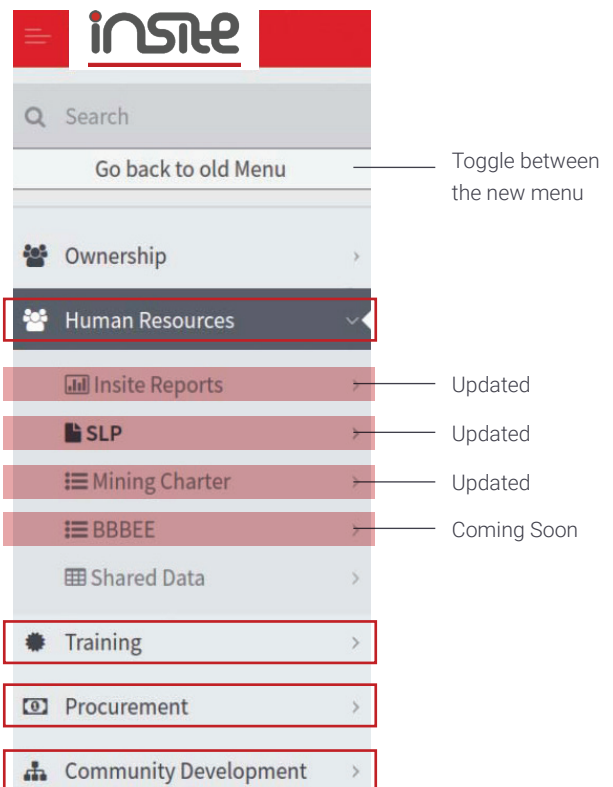 insite
Search
Go back to old Menu
Toggle between
the new menu
Ownership
Human Resources
Insite Reports
Updated
SLP
Updated
Mining Charter
Updated
BBBEE
Coming Soon
Shared Data
Training
Procurement
Community Development